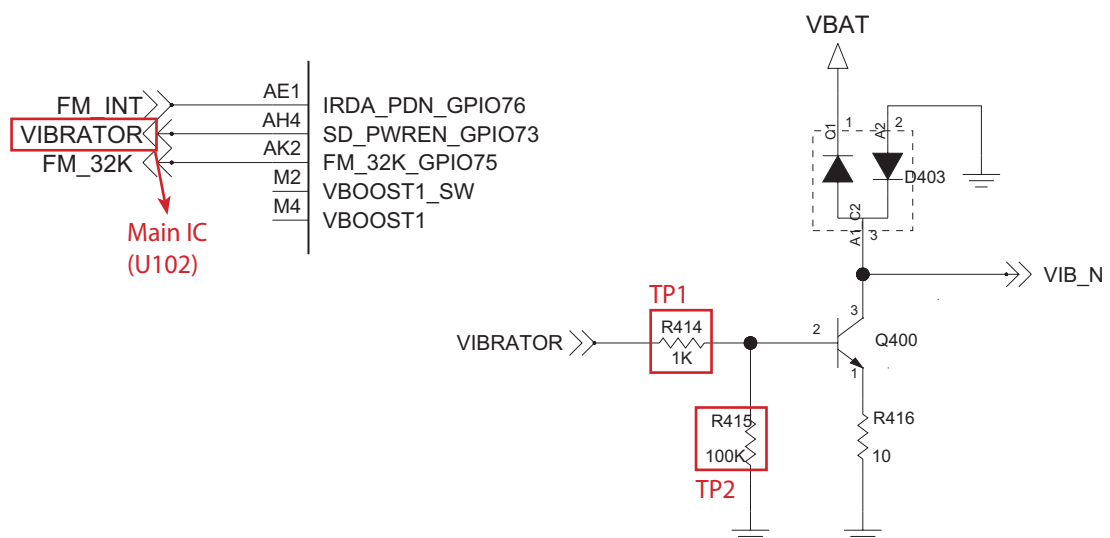 VBAT
FM_INT
AE1
IRDA_PDN_GPIO76
VIBRATOR
AH4
SD_PWREN_GPIO73
FM_32K
AK2
FM_32K_GPIO75
M2
VBOOST1_SW
M4
VBOOST1
Main IC
(U102)
C1
1
A2
2
D403
A1
C2
3
VIB_N
TP1
R414
1K
VIBRATOR
2
3
Q400
1
R415
100K
TP2
R416
10